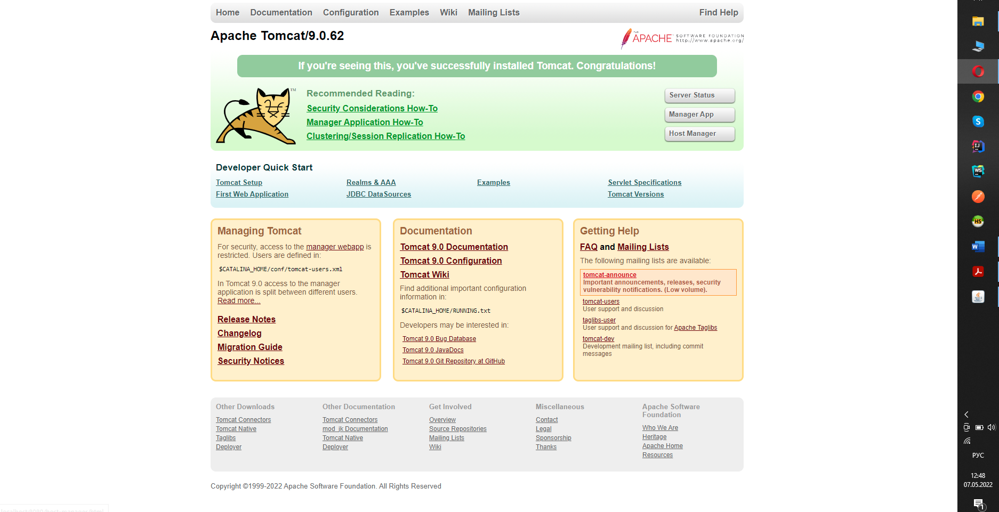 Home Documentation Configuration Examples Wiki Mailing Lists Find Help
Apache Tomcat/9.0.62
THE APACHE SOFTWARE FOUNDATION
http://www.apache.org/
If you're seeing this, you've successfully installed Tomcat. Congratulations!
TM
Recommended Reading:
Security Considerations How-To
Manager Application How-To
Clustering/Session Replication How-To
Server Status
Manager App
Host Manager
Developer Quick Start
Tomcat Setup
First Web Application
Realms & AAA
JDBC DataSources
Examples
Servlet Specifications
Tomcat Versions
Managing Tomcat
For security, access to the manager webapp is
restricted. Users are defined in:
$CATALINA_HOME/conf/tomcat-users.xml
In Tomcat 9.0 access to the manager
application is split between different users.
Read more...
Release Notes
Changelog
Migration Guide
Security Notices
Documentation
Tomcat 9.0 Documentation
Tomcat 9.0 Configuration
Tomcat Wiki
Find additional important configuration
information in:
$CATALINA_HOME/RUNNING.txt
Developers may be interested in:
Tomcat 9.0 Bug Database
Tomcat 9.0 JavaDocs
Tomcat 9.0 Git Repository at GitHub
Getting Help
FAQ and Mailing Lists
The following mailing lists are available:
tomcat-announce
Important announcements, releases, security
vulnerability notifications. (Low volume).
tomcat-users
User support and discussion
taglibs-user
User support and discussion for Apache Taglibs
tomcat-dev
Development mailing list, including commit
messages
Other Downloads
Tomcat Connectors
Tomcat Native
Taglibs
Deployer
Other Documentation
Tomcat Connectors
mod_jk Documentation
Tomcat Native
Deployer
Get Involved
Overview
Source Repositories
Mailing Lists
Wiki
Miscellaneous
Contact
Legal
Sponsorship
Thanks
Apache Software
Foundation
Who We Are
Heritage
Apache Home
Resources
Copyright ©1999-2022 Apache Software Foundation. All Rights Reserved
localhost:8080/host-manager/html
S
IJ
WS
HS
W
РУС
12:48
07.05.2022
1